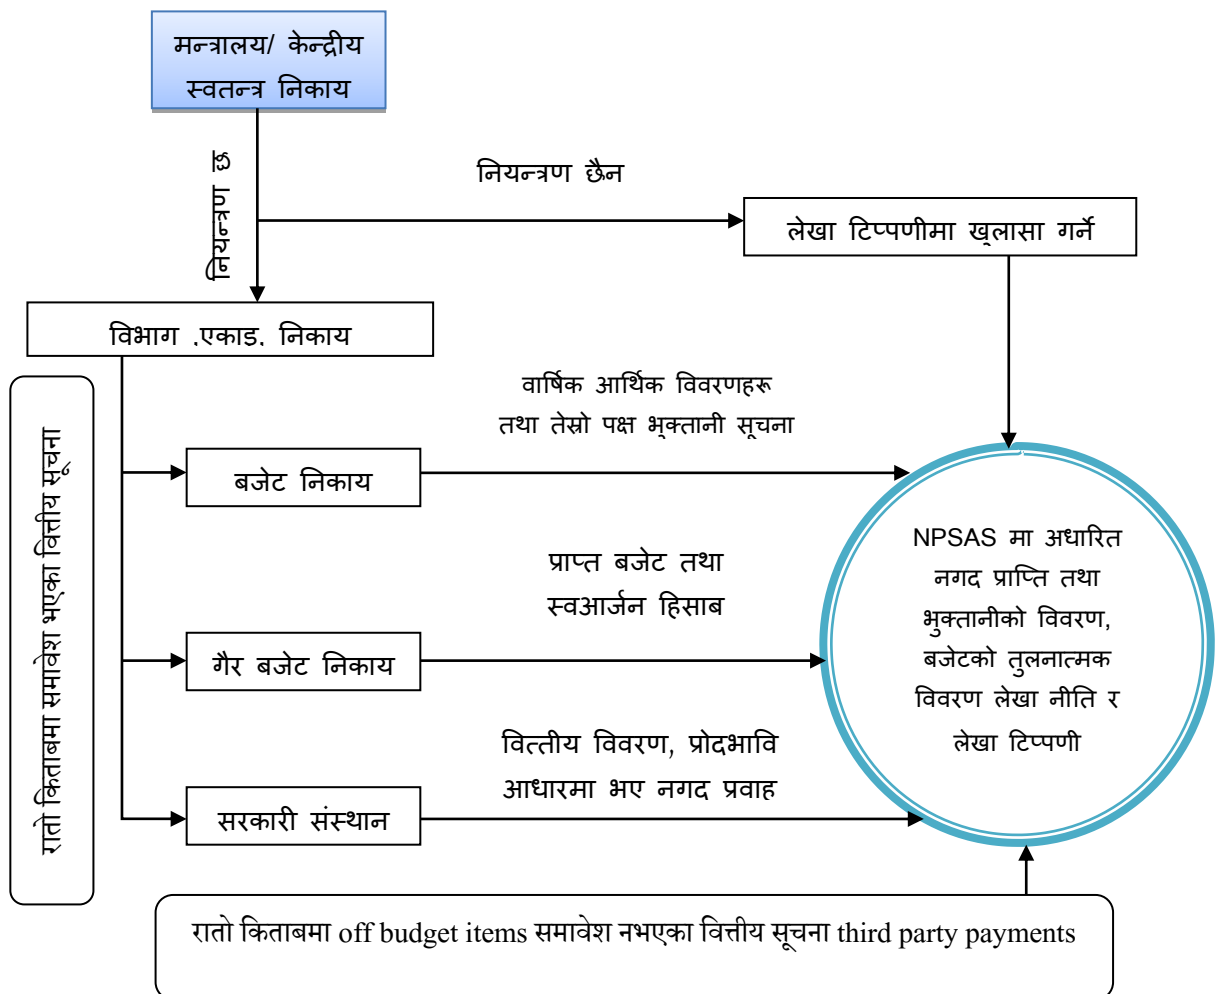 मन्त्रालय/ केन्द्रीय
स्वतन्त्र निकाय
नियन्त्रण छ
नियन्त्रण छैन
लेखा टिप्पणीमा खुलासा गर्ने
विभाग ,एकाइ, निकाय
रातो किताबमा समावेश भएका वित्तीय सूचना
वार्षिक आर्थिक विवरणहरू
तथा तेस्रो पक्ष भुक्तानी सूचना
बजेट निकाय
प्राप्त बजेट तथा
स्वआर्जन हिसाब
गैर बजेट निकाय
वित्तीय विवरण, प्रोदभावि
आधारमा भए नगद प्रवाह
सरकारी संस्थान
NPSAS मा अधारित
नगद प्राप्ति तथा
भुक्तानीको विवरण,
बजेटको तुलनात्मक
विवरण लेखा नीति र
लेखा टिप्पणी
रातो किताबमा off budget items समावेश नभएका वित्तीय सूचना third party payments